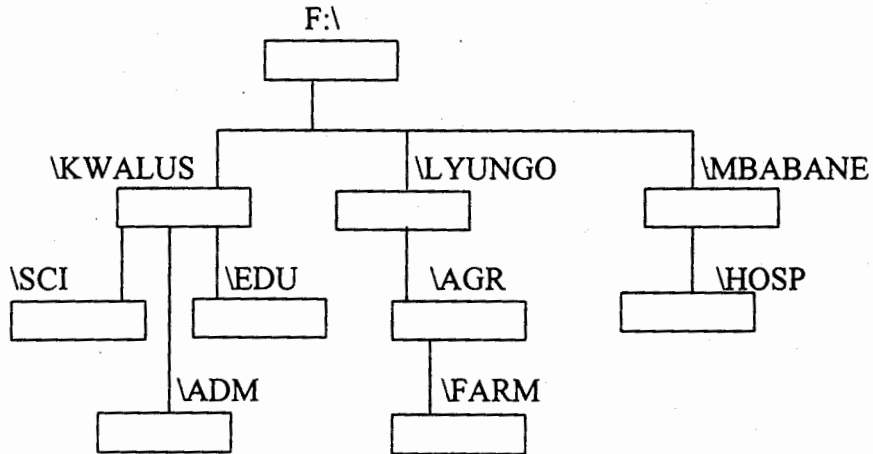 F:\
\KWALUS \LYUNGO \MBABANE
\SCI \EDU \AGR \HOSP
\ADM \FARM